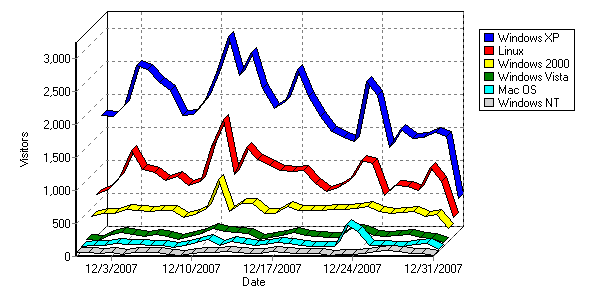 3,000
2,500
2,000
1,500
1,000
500
0
Visitors
12/3/2007 12/10/2007 12/17/2007 12/24/2007 12/31/2007
Date
Windows XP
Linux
Windows 2000
Windows Vista
Mac OS
Windows NT